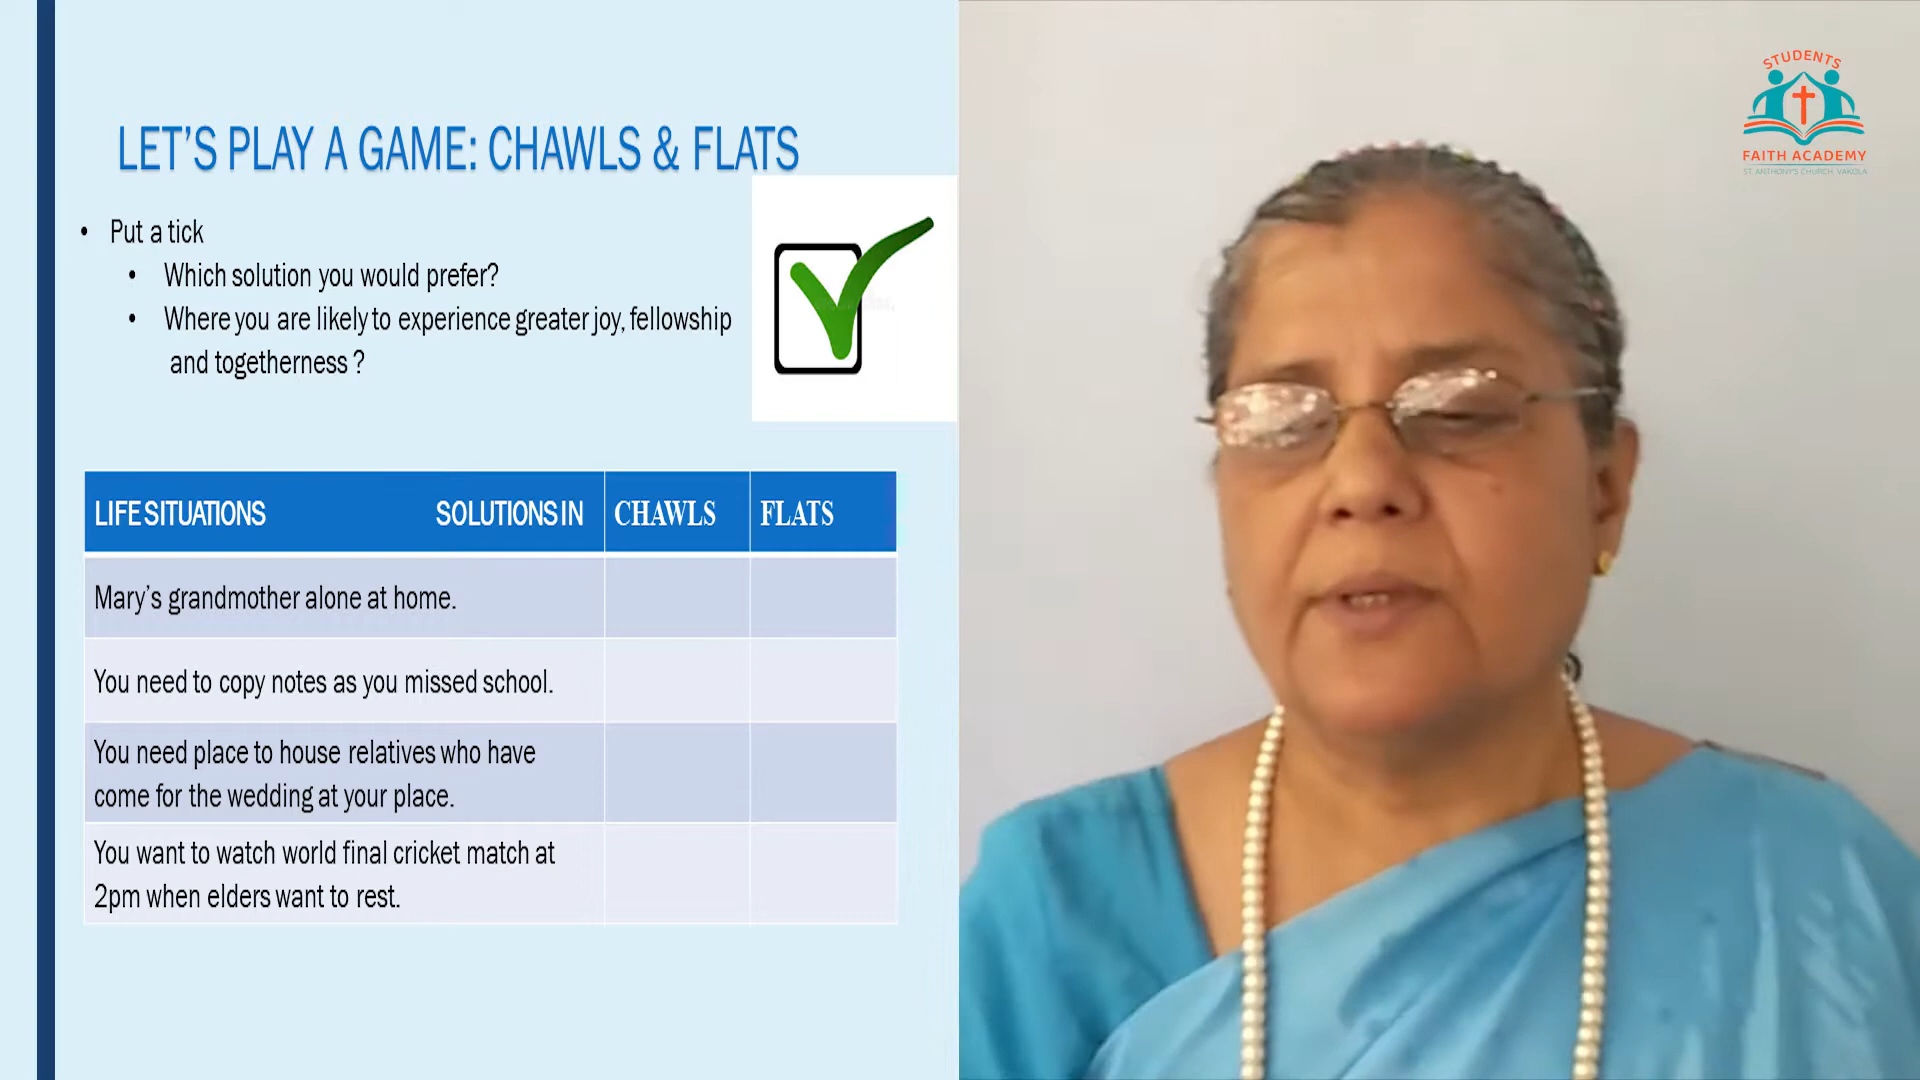 LET'S PLAY A GAME: CHAWLS & FLATS
• Put a tick
• Which solution you would prefer?
• Where you are likely to experience greater joy, fellowship
and togetherness ?
LIFE SITUATIONS SOLUTIONS IN CHAWLS FLATS
Mary's grandmother alone at home.
You need to copy notes as you missed school.
You need place to house relatives who have
come for the wedding at your place.
You want to watch world final cricket match at
2pm when elders want to rest.
STUDENTS
FAITH ACADEMY
ST. ANTHONY'S CHURCH, VAKOLA